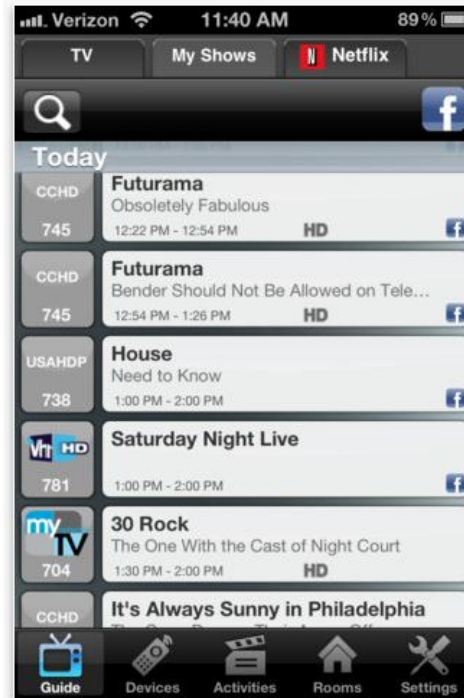 Verizon 11:40 AM 89%
TV My Shows N Netflix
f
Today
CCHD Futurama
Obsoletely Fabulous
745 12:22 PM - 12:54 PM HD f
CCHD Futurama
Bender Should Not Be Allowed on Tele...
745 12:54 PM - 1:26 PM HD f
USAHDP House
Need to Know
738 1:00 PM - 2:00 PM f
Vh1 HD Saturday Night Live
781 1:00 PM - 2:00 PM f
my TV 30 Rock
The One With the Cast of Night Court
704 1:30 PM - 2:00 PM HD
CCHD It's Always Sunny in Philadelphia
Guide Devices Activities Rooms Settings